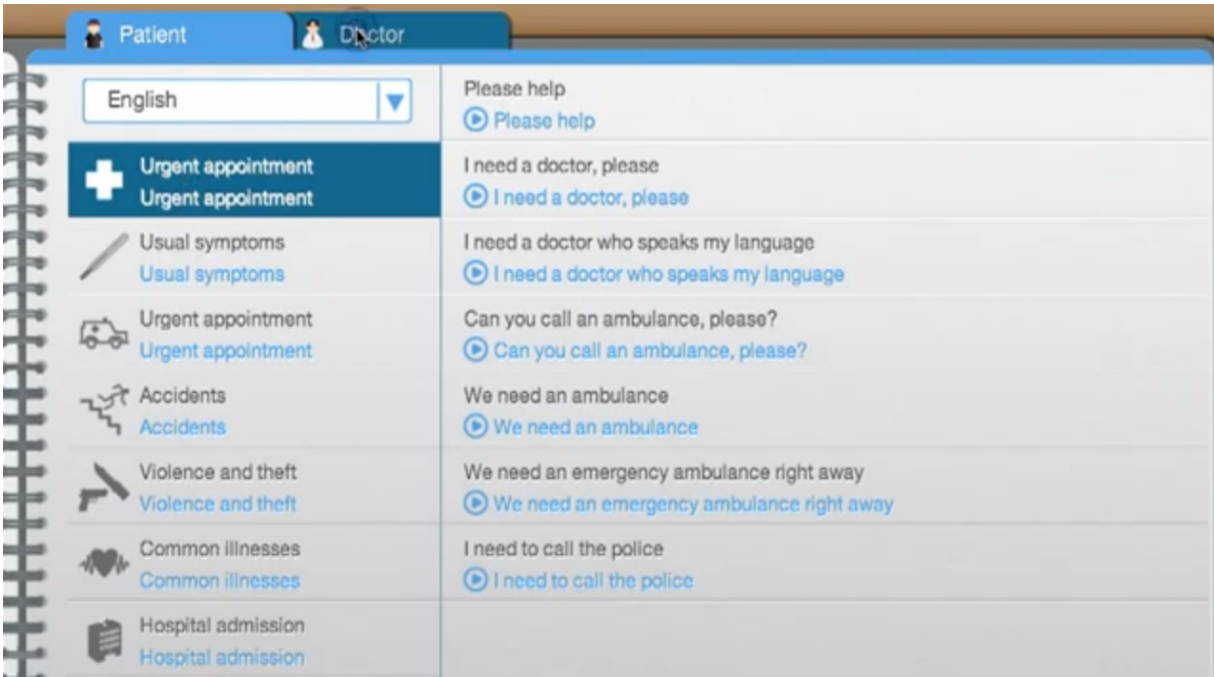 Patient
Doctor
English
Urgent appointment
Urgent appointment
Usual symptoms
Usual symptoms
Urgent appointment
Urgent appointment
Accidents
Accidents
Violence and theft
Violence and theft
Common illnesses
Common illnesses
Hospital admission
Hospital admission
Please help
Please help
I need a doctor, please
I need a doctor, please
I need a doctor who speaks my language
I need a doctor who speaks my language
Can you call an ambulance, please?
Can you call an ambulance, please?
We need an ambulance
We need an ambulance
We need an emergency ambulance right away
We need an emergency ambulance right away
I need to call the police
I need to call the police